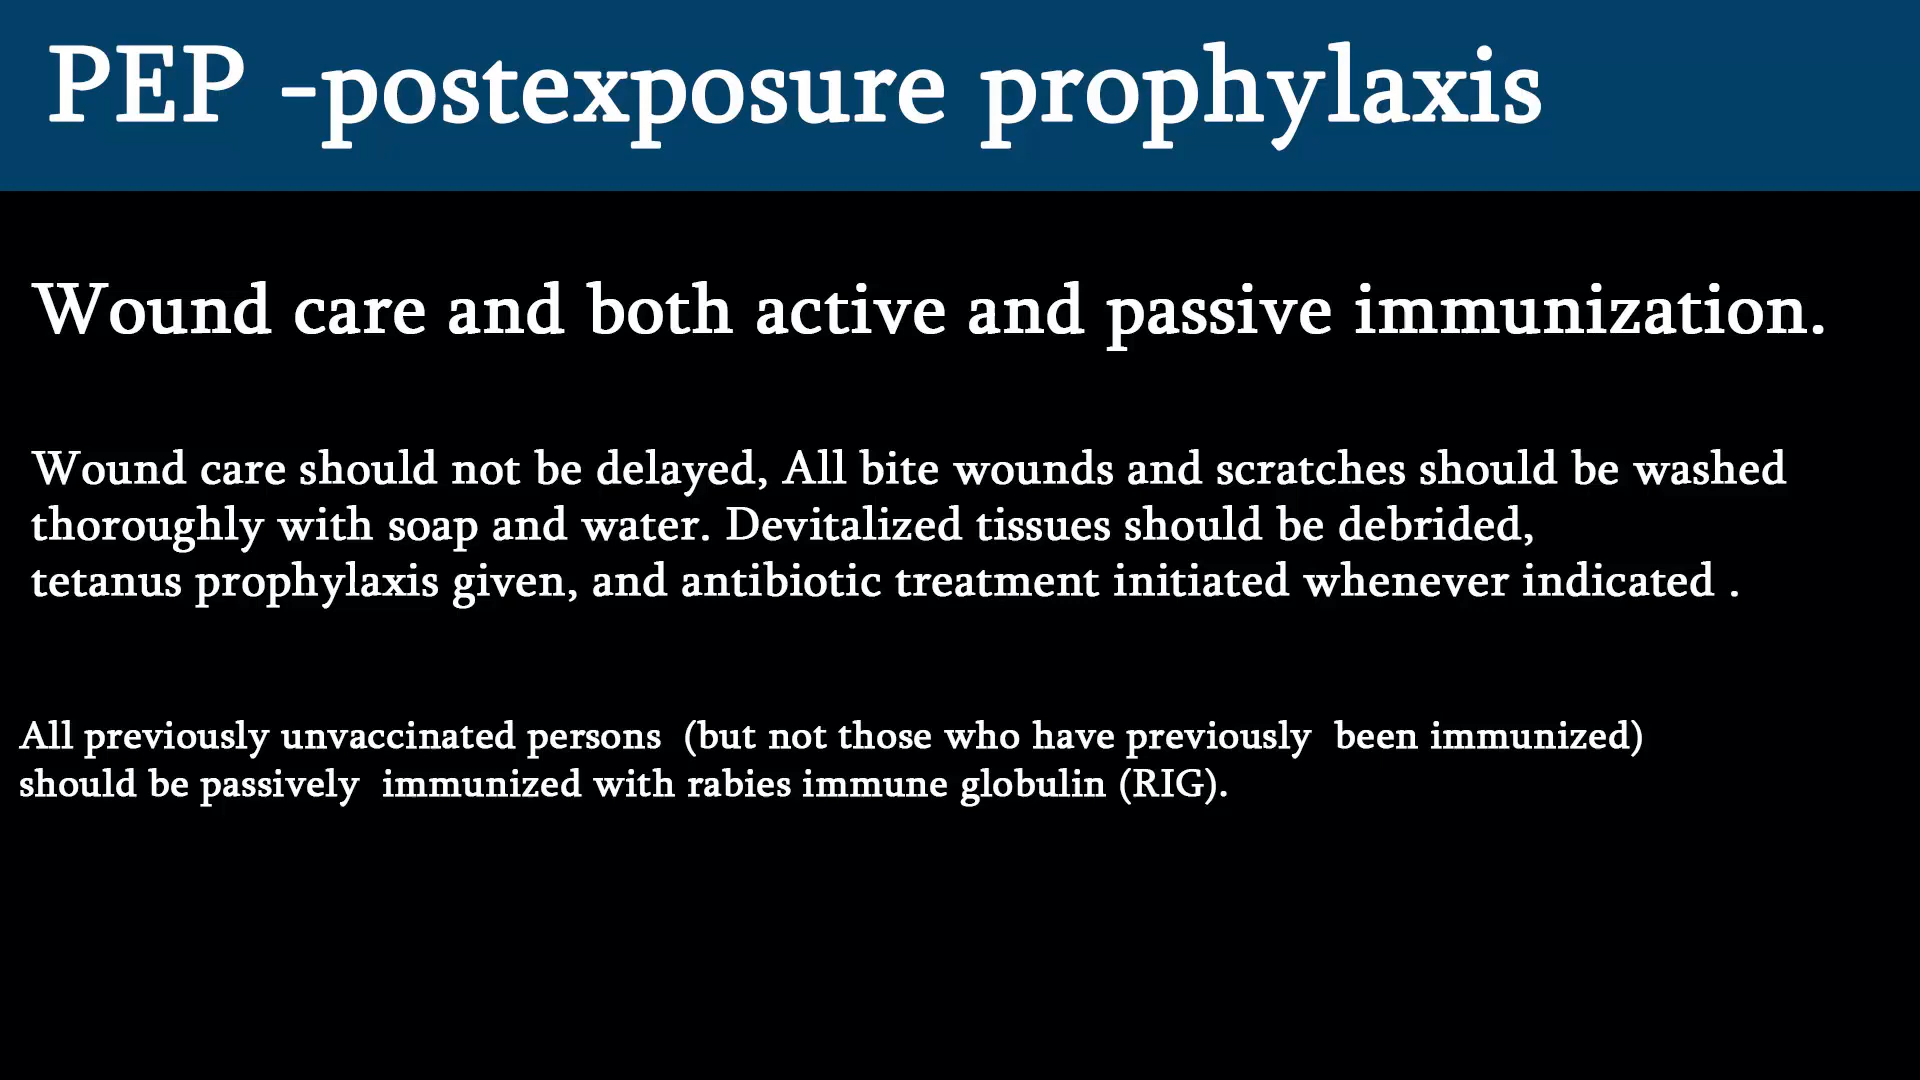 PEP -postexposure prophylaxis
Wound care and both active and passive immunization.
Wound care should not be delayed, All bite wounds and scratches should be washed
thoroughly with soap and water. Devitalized tissues should be debrided,
tetanus prophylaxis given, and antibiotic treatment initiated whenever indicated .
All previously unvaccinated persons  (but not those who have previously  been immunized)
should be passively  immunized with rabies immune globulin (RIG).